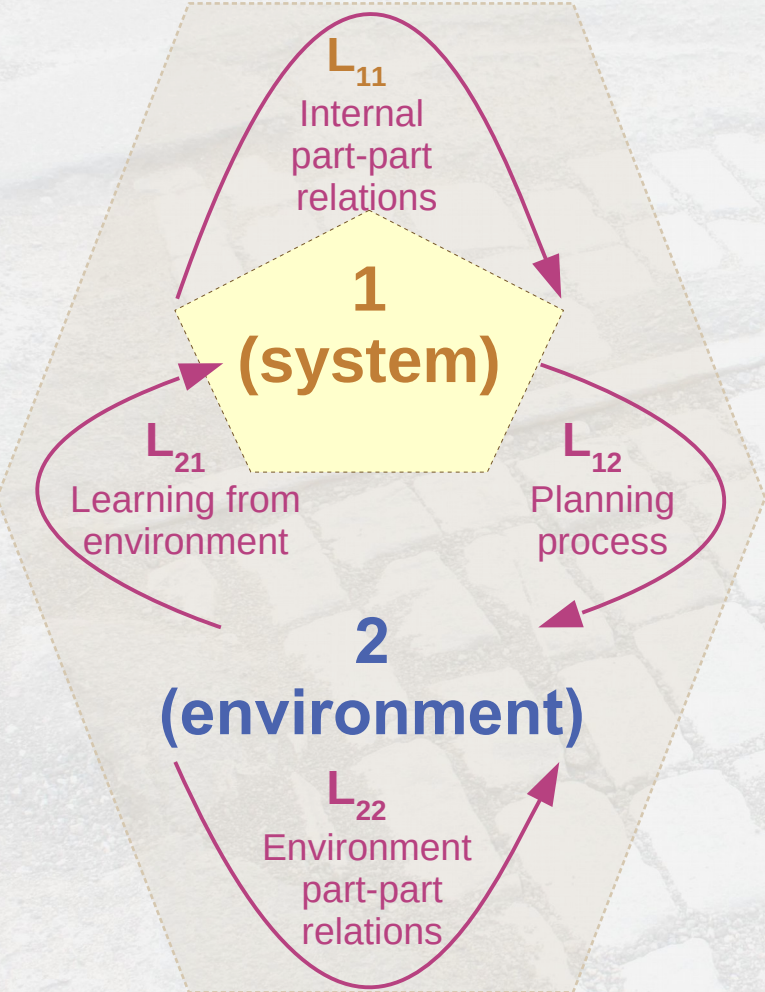 L11
Internal
part-part
relations
1
(system)
L21
Learning from
environment
L12
Planning
process
2
(environment)
L22
Environment
part-part
relations